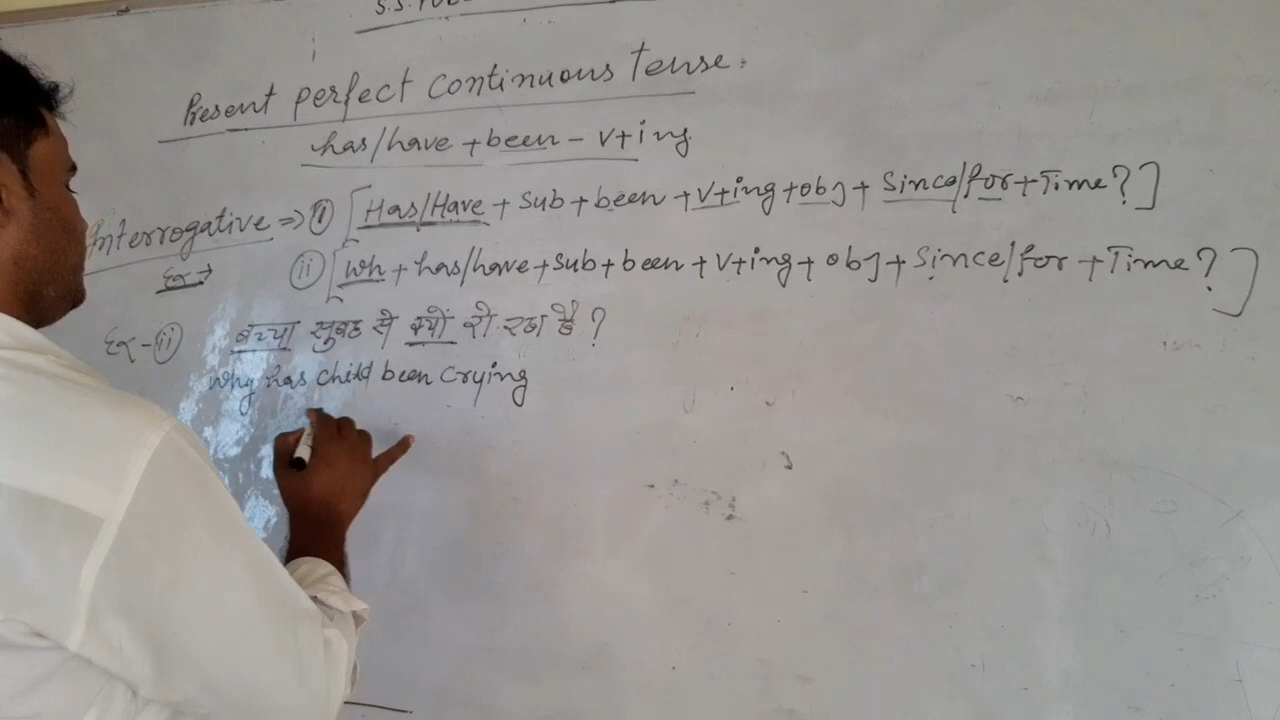 Present perfect continuous tense.
has/have + been - V+ing
Interrogative ⇒ (i) [Has/Have + Sub + been + V+ing + obj + Since/for + Time?]
Ex → (ii) [Wh + has/have + Sub + been + V+ing + obj + Since/for + Time?]
Ex - (ii) बच्चा सुबह से क्यों रो रहा है?
Why has child been crying